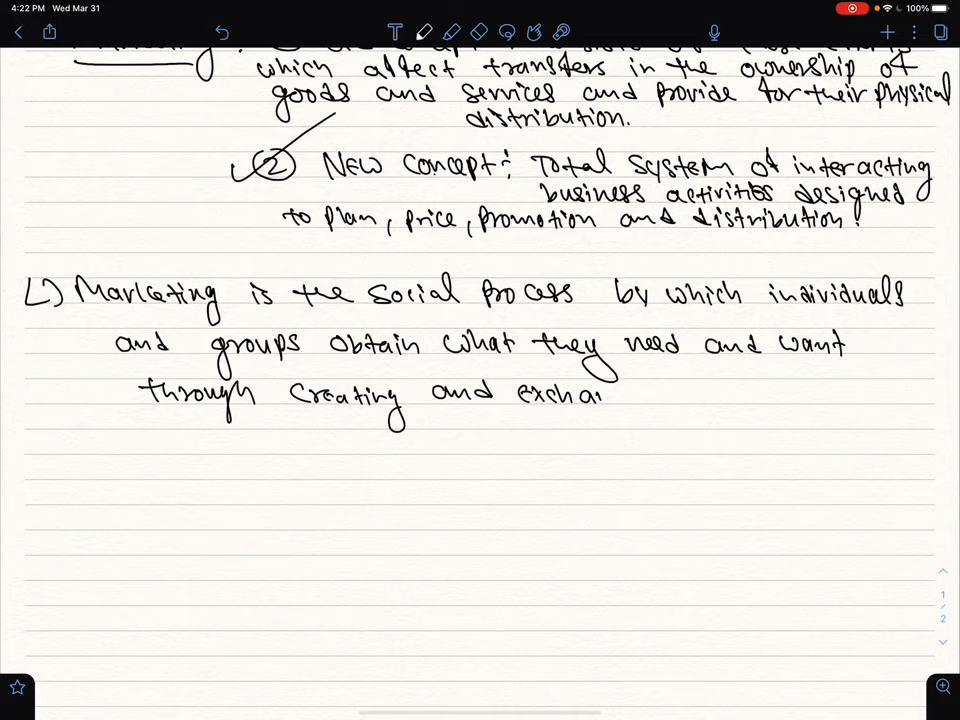 4:22 PM Wed Mar 31
100%
which affect transfers in the ownership of
goods and services and provide for their physical
distribution.
② New Concept: Total System of interacting
business activities designed
to plan, price, promotion and distribution.
Marketing is the Social Process by which individuals
and groups obtain what they need and want
through creating and excha
1
/
2